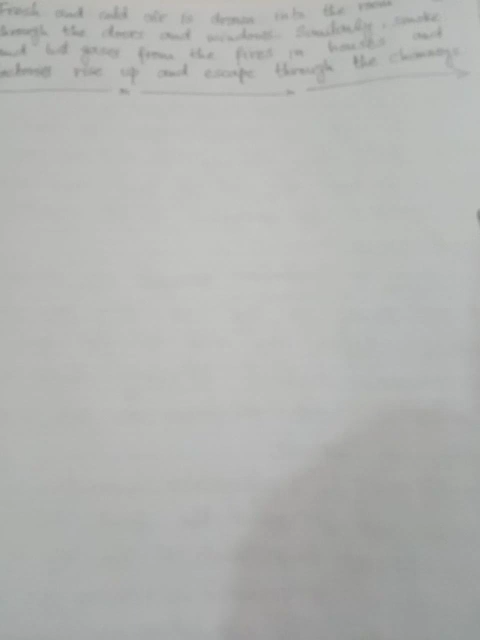 Fresh and cold air is drawn into the room
through the doors and windows. Similarly, smoke
and hot gases from the fires in houses and
rise up and escape through the chimneys